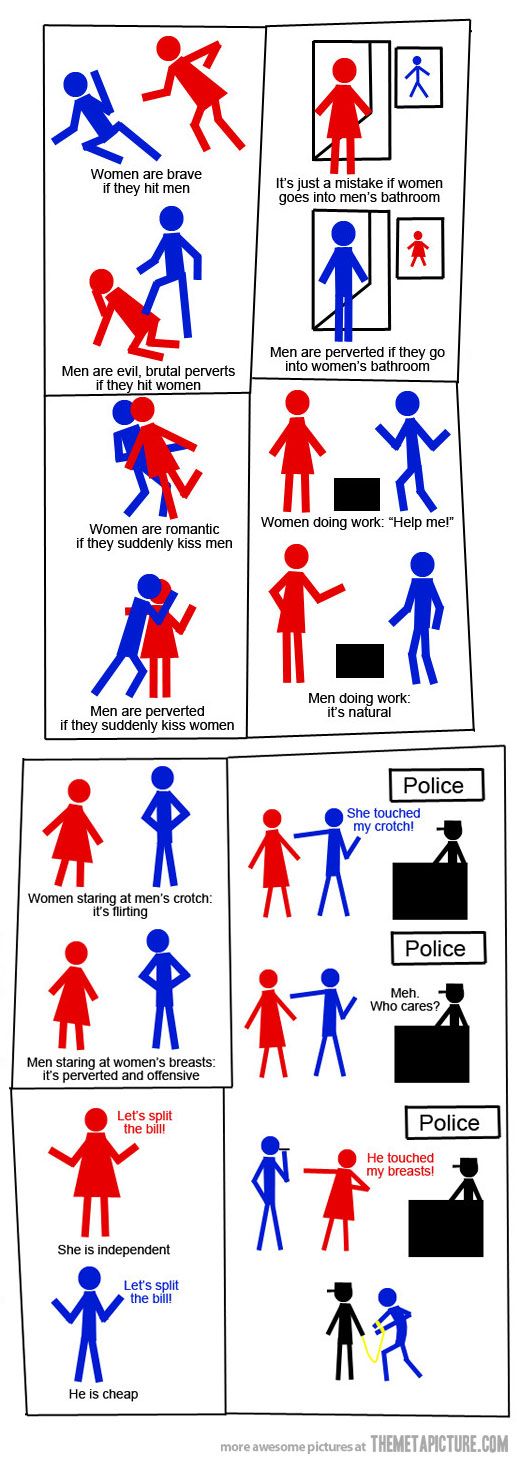 Women are brave
if they hit men
Men are evil, brutal perverts
if they hit women
It's just a mistake if women
goes into men's bathroom
Men are perverted if they go
into women's bathroom
Women are romantic
if they suddenly kiss men
Men are perverted
if they suddenly kiss women
Women doing work: "Help me!"
Men doing work:
it's natural
Women staring at men's crotch:
it's flirting
Men staring at women's breasts:
it's perverted and offensive
Police
She touched
my crotch!
Police
Meh.
Who cares?
Police
He touched
my breasts!
Let's split
the bill!
She is independent
Let's split
the bill!
He is cheap
more awesome pictures at THEMETAPICTURE.COM